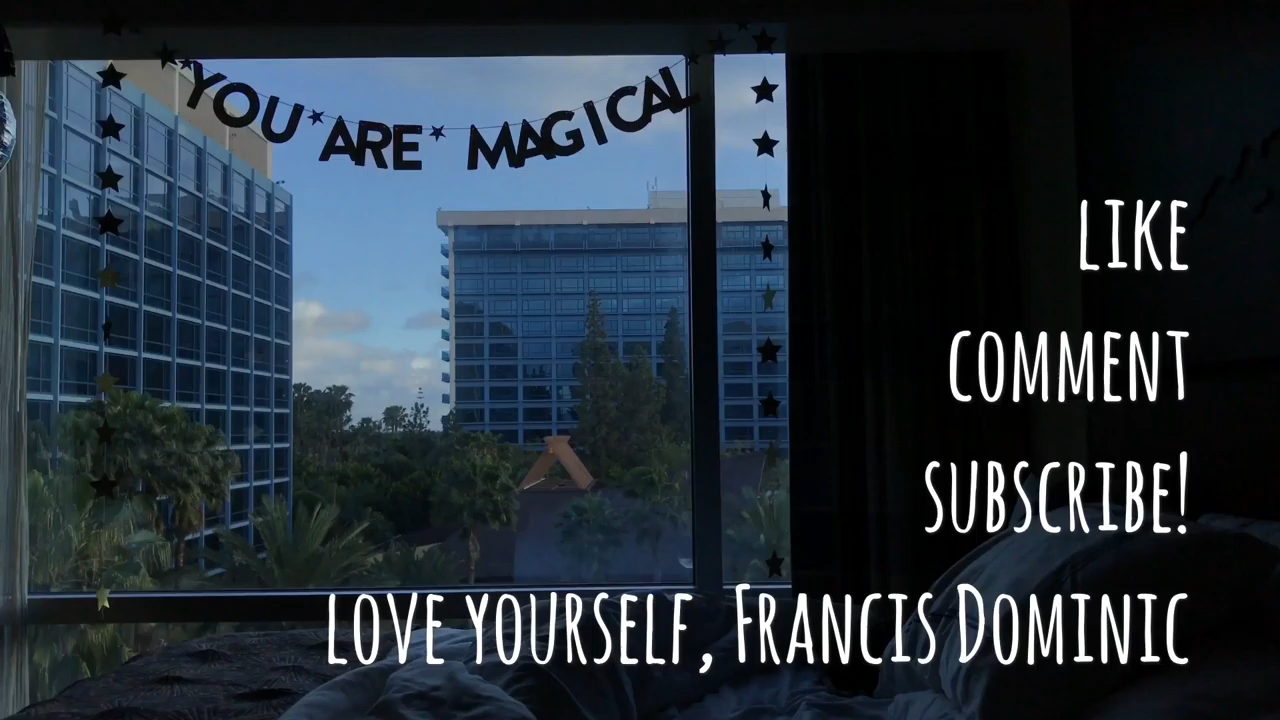 YOU ARE MAGICAL
LIKE
COMMENT
SUBSCRIBE!
LOVE YOURSELF, FRANCIS DOMINIC